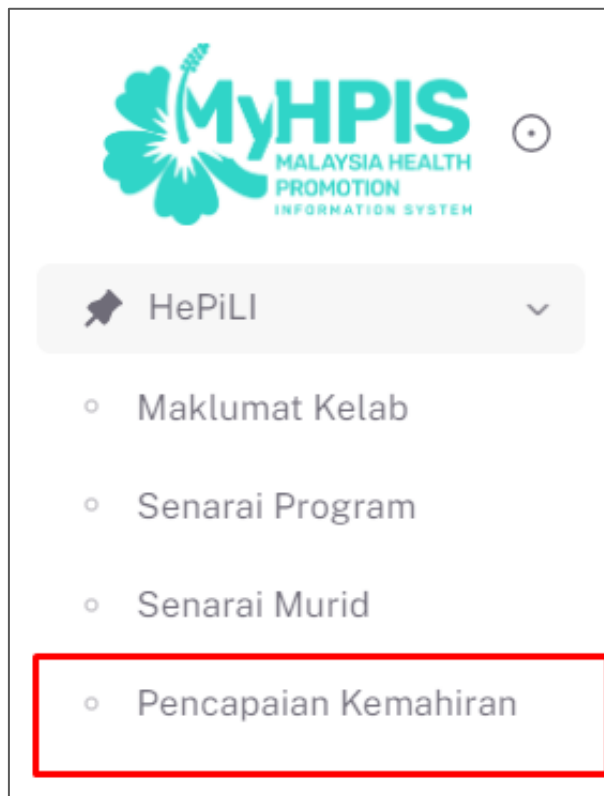 MyHPIS
MALAYSIA HEALTH
PROMOTION
INFORMATION SYSTEM
HePiLI
Maklumat Kelab
Senarai Program
Senarai Murid
Pencapaian Kemahiran